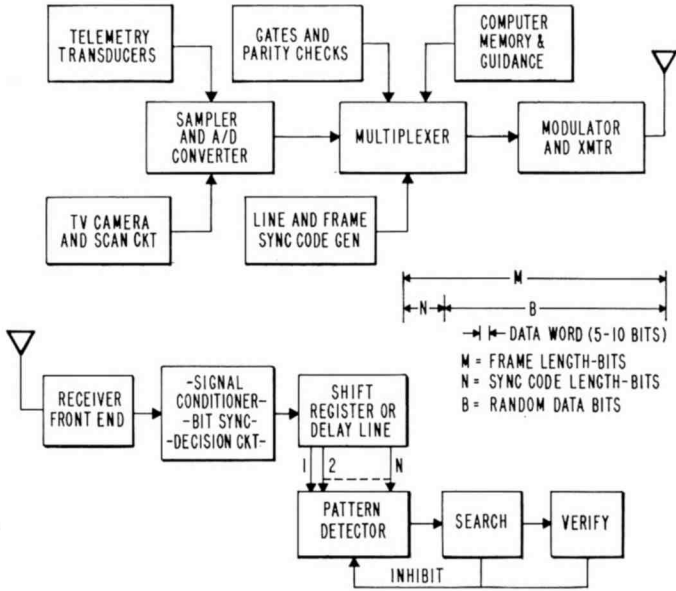 TELEMETRY
TRANSDUCERS
GATES AND
PARITY CHECKS
COMPUTER
MEMORY &
GUIDANCE
SAMPLER
AND A/D
CONVERTER
MULTIPLEXER
MODULATOR
AND XMTR
TV CAMERA
AND SCAN CKT
LINE AND FRAME
SYNC CODE GEN
M
N
B
DATA WORD (5-10 BITS)
M = FRAME LENGTH-BITS
N = SYNC CODE LENGTH-BITS
B = RANDOM DATA BITS
RECEIVER
FRONT END
-SIGNAL
CONDITIONER-
-BIT SYNC-
-DECISION CKT-
SHIFT
REGISTER OR
DELAY LINE
1 2 N
PATTERN
DETECTOR
SEARCH
VERIFY
INHIBIT